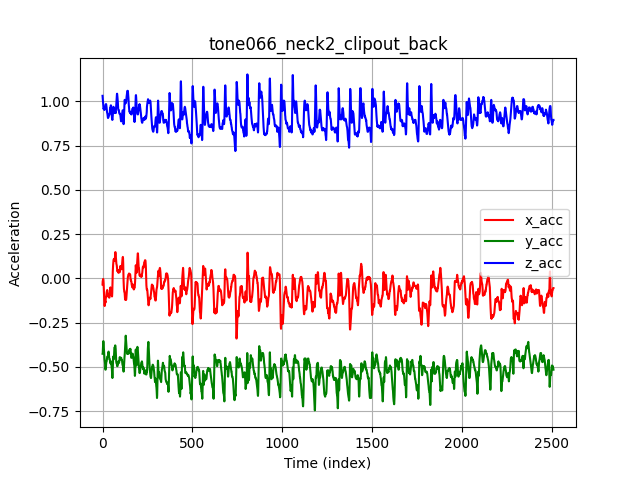 tone066_neck2_clipout_back
Acceleration
1.00
0.75
0.50
0.25
0.00
−0.25
−0.50
−0.75
x_acc
y_acc
z_acc
0
500
1000
1500
2000
2500
Time (index)